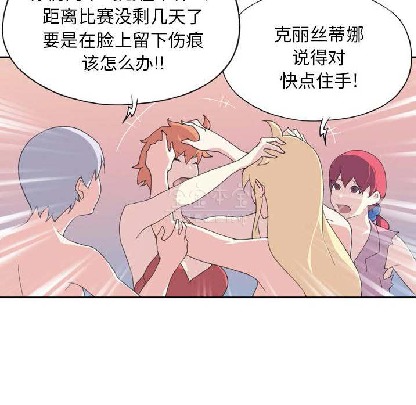 距离比赛没剩几天了
要是在脸上留下伤痕
该怎么办!!
克丽丝蒂娜
说得对
快点住手!